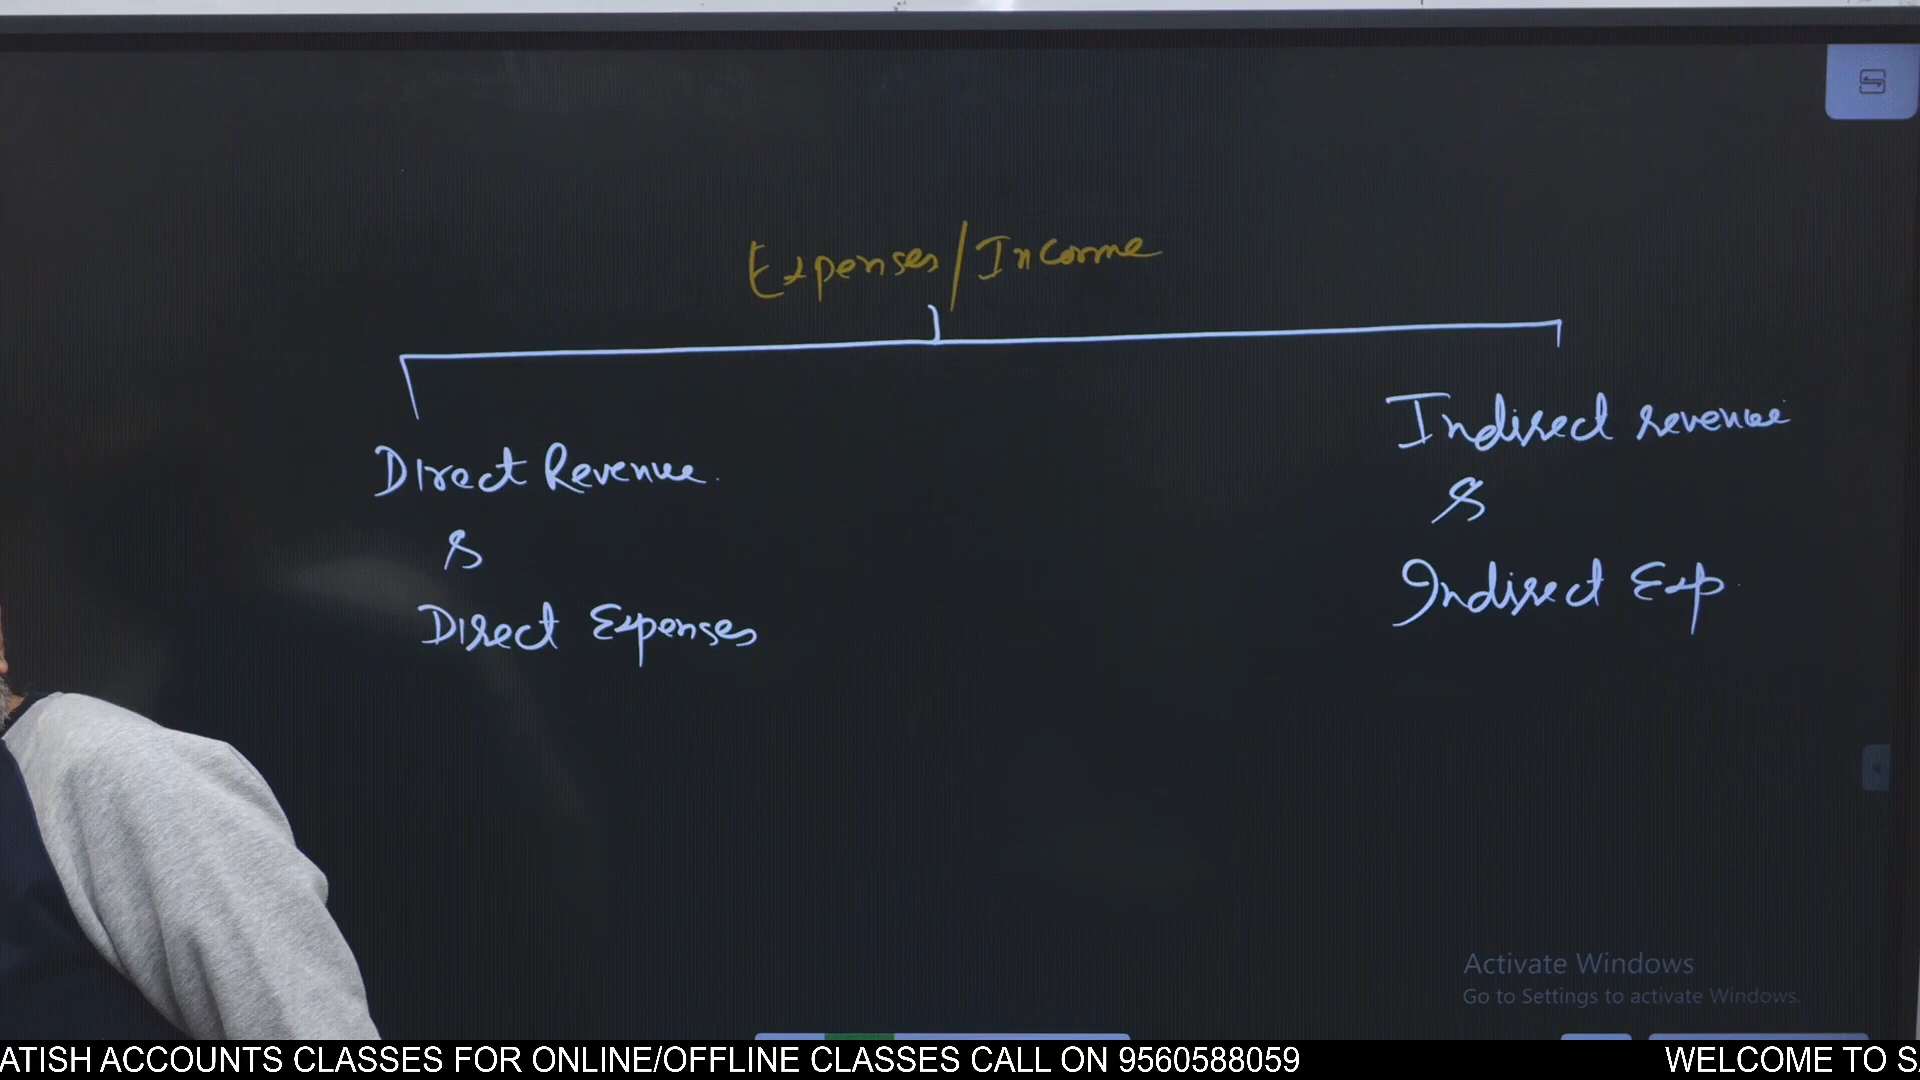 Expenses/Income
Direct Revenue.
&
Direct Expenses
Indirect revenue
&
Indirect Exp.
Activate Windows
Go to Settings to activate Windows.
ATISH ACCOUNTS CLASSES FOR ONLINE/OFFLINE CLASSES CALL ON 9560588059 WELCOME TO S